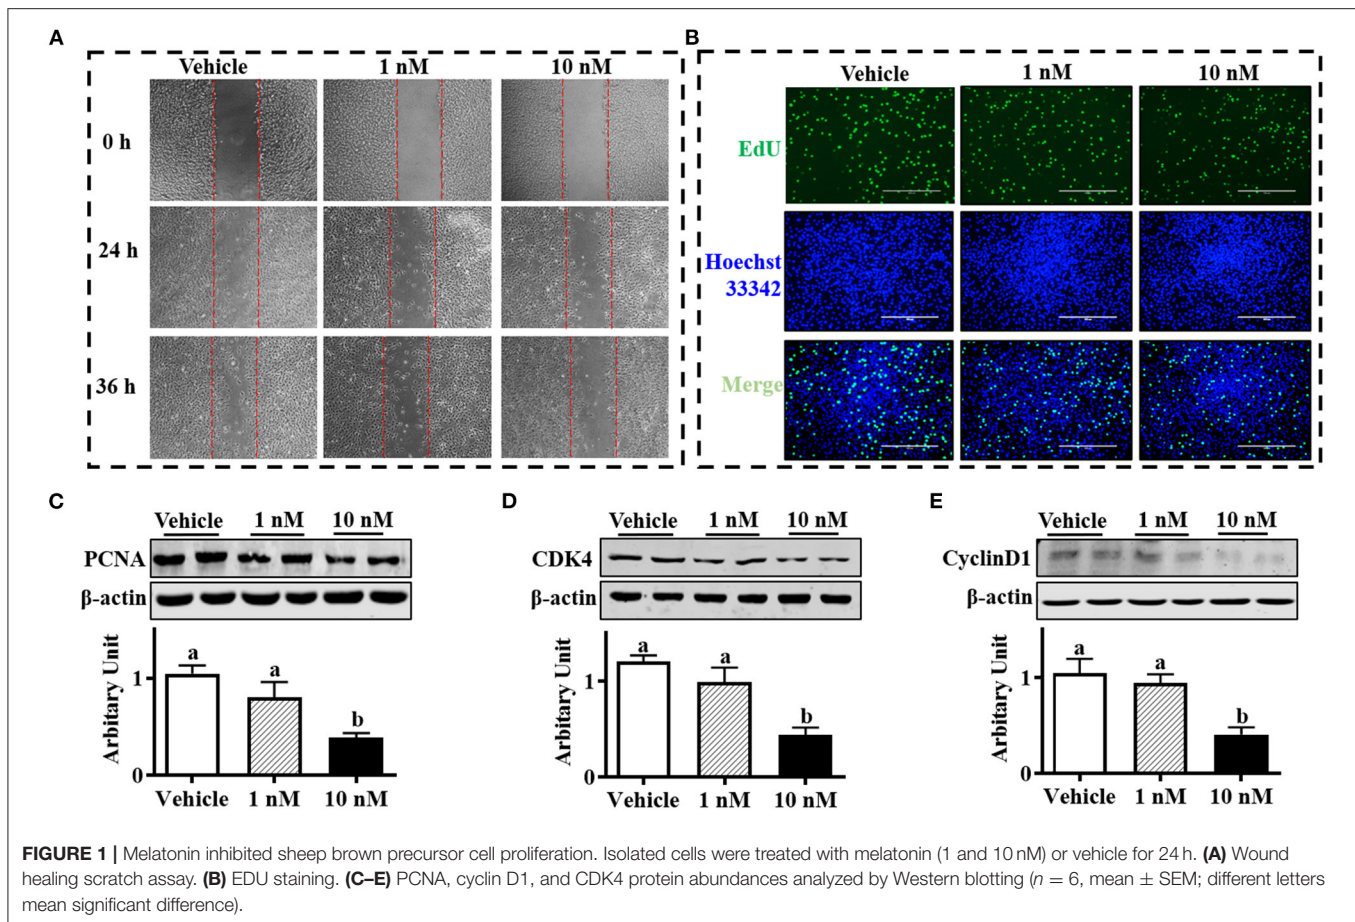 A
Vehicle 1 nM 10 nM
0 h
24 h
36 h
B
Vehicle 1 nM 10 nM
EdU
Hoechst
33342
Merge
C
Vehicle 1 nM 10 nM
PCNA
β-actin
Arbitary Unit
1
0
a
a
b
Vehicle 1 nM 10 nM
D
Vehicle 1 nM 10 nM
CDK4
β-actin
Arbitary Unit
1
0
a
a
b
Vehicle 1 nM 10 nM
E
Vehicle 1 nM 10 nM
CyclinD1
β-actin
Arbitary Unit
1
0
a
a
b
Vehicle 1 nM 10 nM
FIGURE 1 | Melatonin inhibited sheep brown precursor cell proliferation. Isolated cells were treated with melatonin (1 and 10 nM) or vehicle for 24 h. (A) Wound
healing scratch assay. (B) EDU staining. (C–E) PCNA, cyclin D1, and CDK4 protein abundances analyzed by Western blotting (n = 6, mean ± SEM; different letters
mean significant difference).